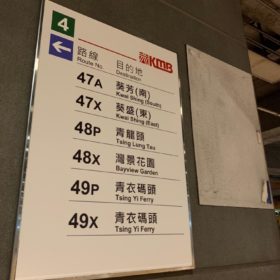 4
KMB
路線 目的地
Route No. Destination
47A 葵芳(南)
Kwai Shing (South)
47X 葵盛(東)
Kwai Shing (East)
48P 青龍頭
Tsing Lung Tau
48X 灣景花園
Bayview Garden
49P 青衣碼頭
Tsing Yi Ferry
49X 青衣碼頭
Tsing Yi Ferry